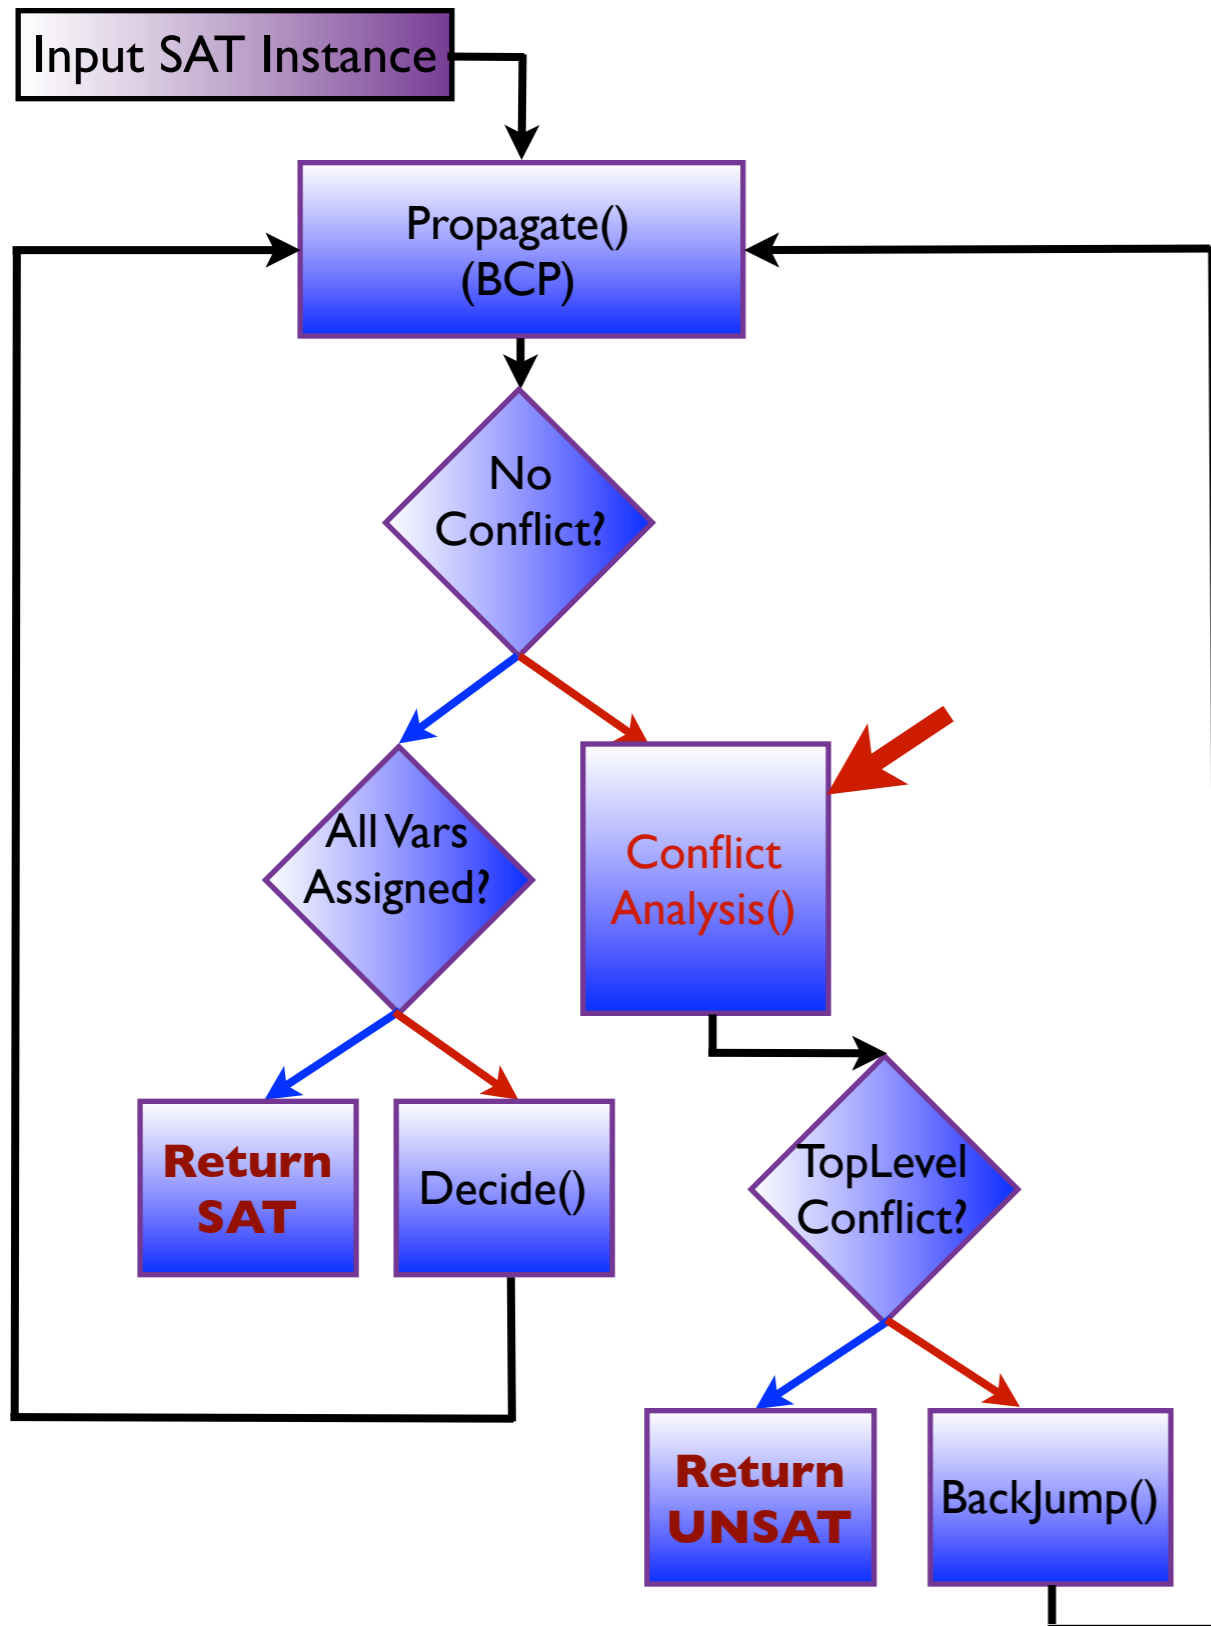 Input SAT Instance
Propagate()
(BCP)
No
Conflict?
All Vars
Assigned?
Conflict
Analysis()
Return
SAT
Decide()
TopLevel
Conflict?
Return
UNSAT
BackJump()